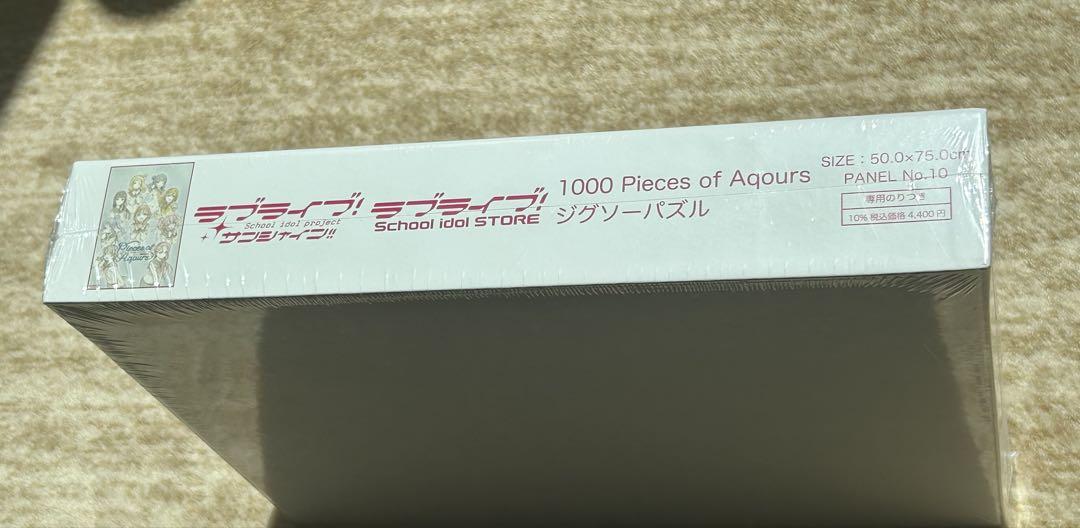 Pieces of
Aqours
ラブライブ!
School idol project
サンシャイン!!
ラブライブ!
School idol STORE
1000 Pieces of Aqours
ジグソーパズル
SIZE:50.0×75.0cm
PANEL No.10
専用のりつき
10%税込価格 4,400円